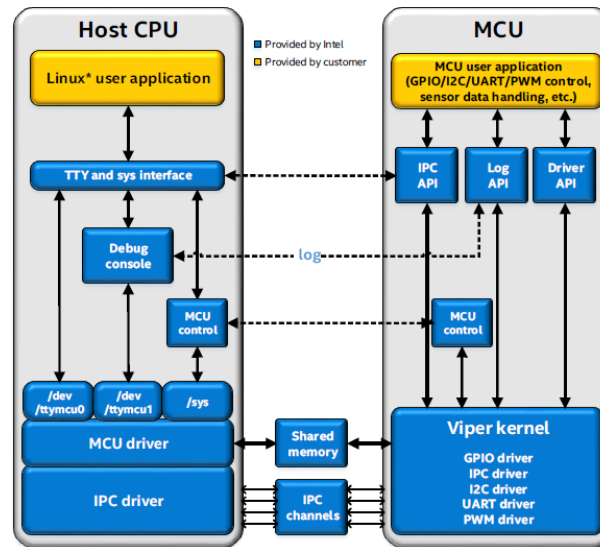 Host CPU
Linux* user application
TTY and sys interface
Debug
console
MCU
control
/dev
/ttymcu0
/dev
/ttymcu1
/sys
MCU driver
IPC driver
Provided by Intel
Provided by customer
log
Shared
memory
IPC
channels
MCU
MCU user application
(GPIO/I2C/UART/PWM control,
sensor data handling, etc.)
IPC
API
Log
API
Driver
API
MCU
control
Viper kernel
GPIO driver
IPC driver
I2C driver
UART driver
PWM driver